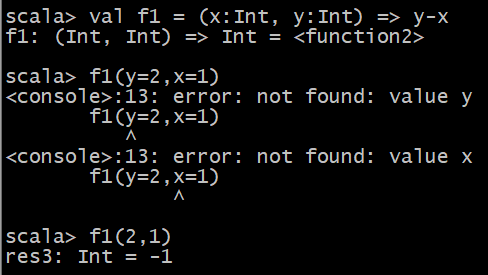 scala> val f1 = (x:Int, y:Int) => y-x
f1: (Int, Int) => Int = <function2>
scala> f1(y=2,x=1)
<console>:13: error: not found: value y
f1(y=2,x=1)
^
<console>:13: error: not found: value x
f1(y=2,x=1)
^
scala> f1(2,1)
res3: Int = -1